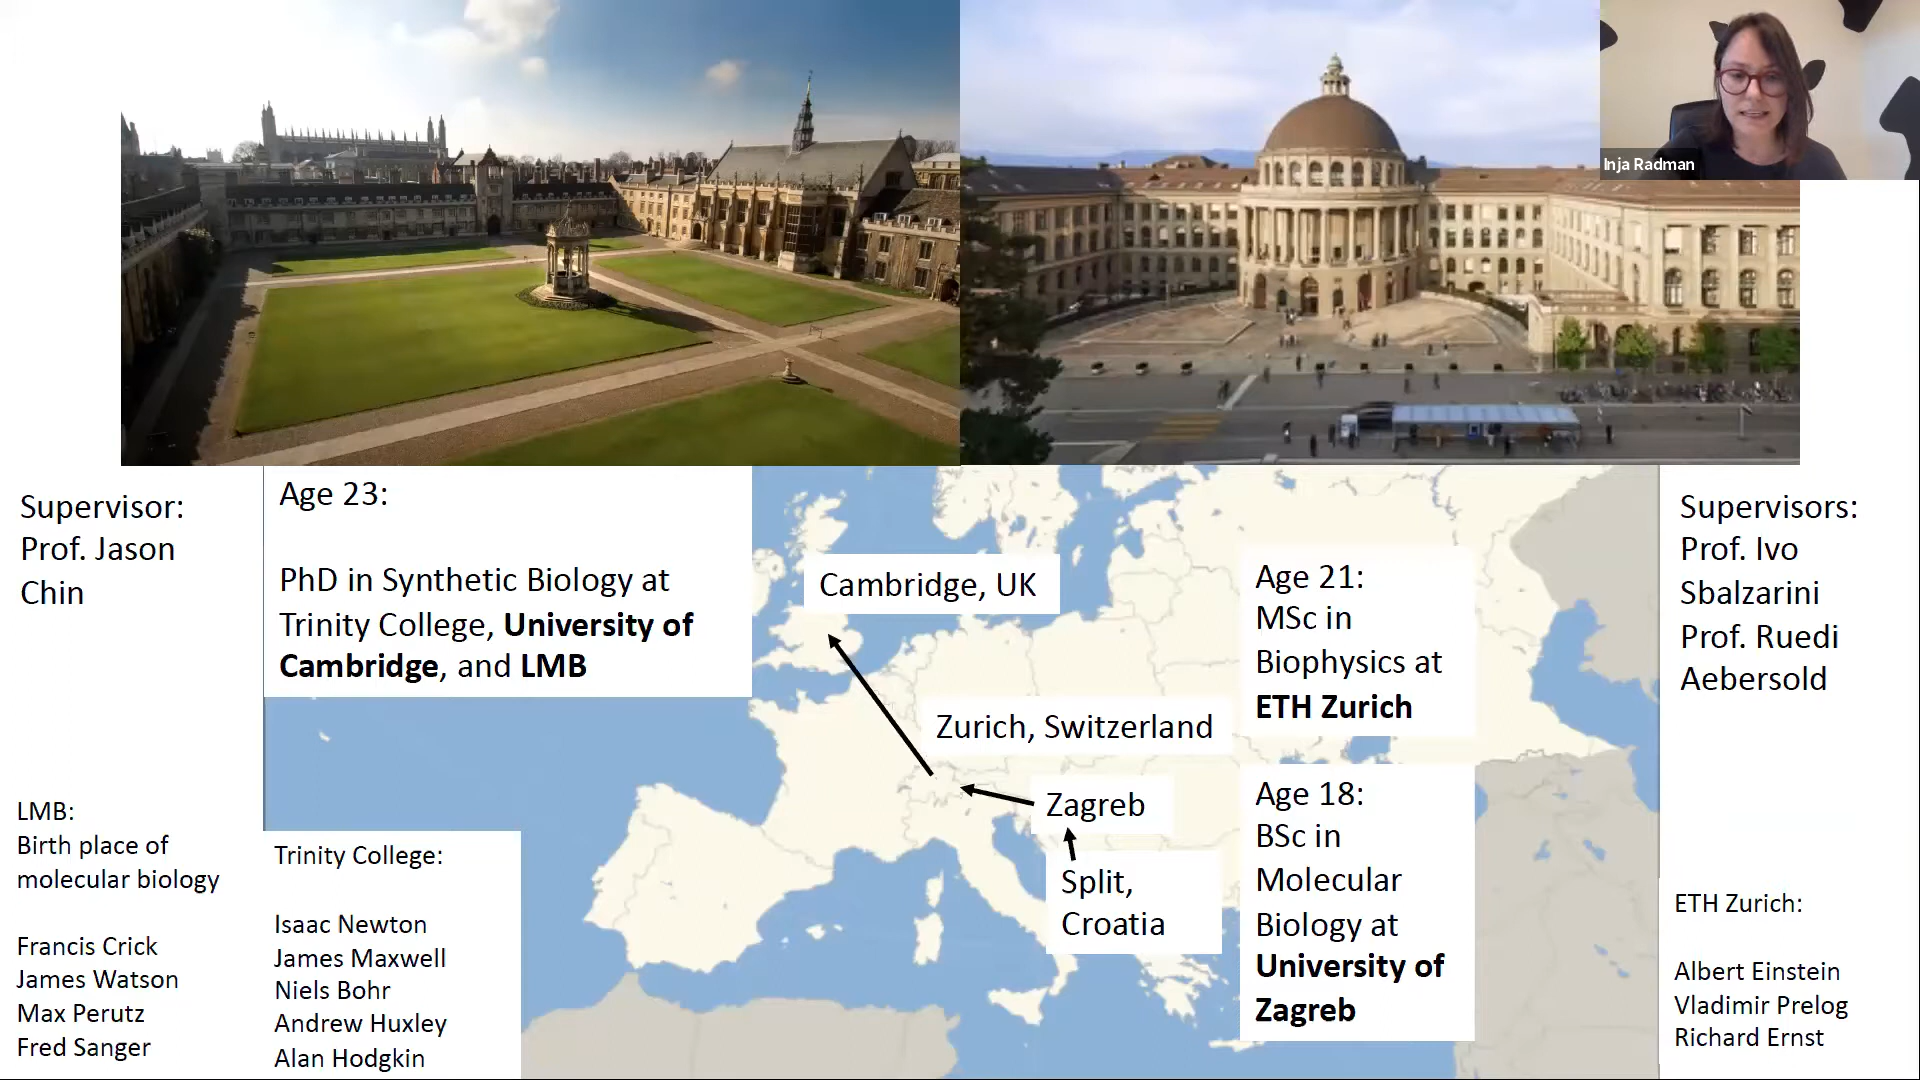 Inja Radman
Supervisor:
Prof. Jason
Chin
Age 23:
PhD in Synthetic Biology at
Trinity College, University of
Cambridge, and LMB
Cambridge, UK
Zurich, Switzerland
Zagreb
Split,
Croatia
Age 21:
MSc in
Biophysics at
ETH Zurich
Age 18:
BSc in
Molecular
Biology at
University of
Zagreb
Supervisors:
Prof. Ivo
Sbalzarini
Prof. Ruedi
Aebersold
LMB:
Birth place of
molecular biology
Francis Crick
James Watson
Max Perutz
Fred Sanger
Trinity College:
Isaac Newton
James Maxwell
Niels Bohr
Andrew Huxley
Alan Hodgkin
ETH Zurich:
Albert Einstein
Vladimir Prelog
Richard Ernst